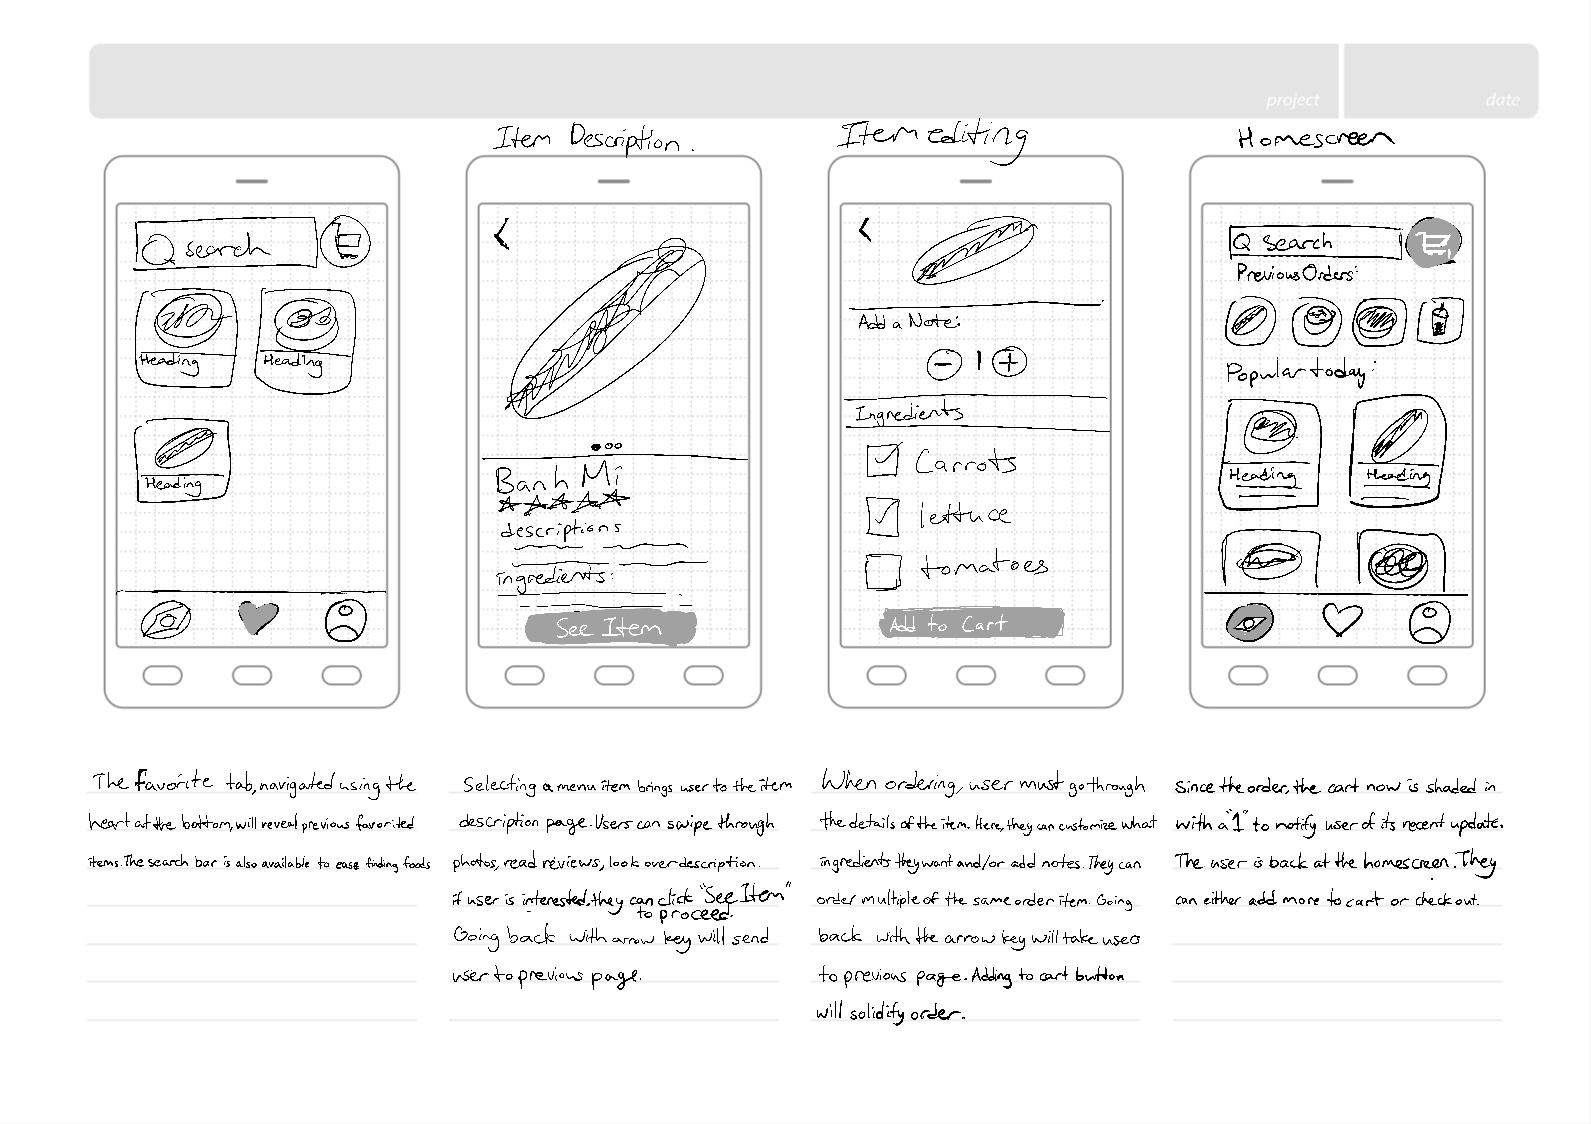 project
date
Item Description.
Item editing
Homescreen
search
Heading
Heading
Heading
Banh Mi
descriptions
ingredients:
See Item
Add a Note:
1
Ingredients
Carrots
lettuce
tomatoes
Add to Cart
search
1
Previous Orders:
Popular today:
Heading
Heading
The favorite tab, navigated using the
heart at the bottom, will reveal previous favorited
items. The search bar is also available to ease finding foods
Selecting a menu item brings user to the item
description page. Users can swipe through
photos, read reviews, look over description.
if user is interested, they can click "See Item"
to proceed.
Going back with arrow key will send
user to previous page.
When ordering, user must go through
the details of the item. Here, they can customize what
ingredients they want and/or add notes. They can
order multiple of the same order item. Going
back with the arrow key will take user
to previous page. Adding to cart button
will solidify order.
Since the order, the cart now is shaded in
with a "1" to notify user of its recent update.
The user is back at the homescreen. They
can either add more to cart or check out.